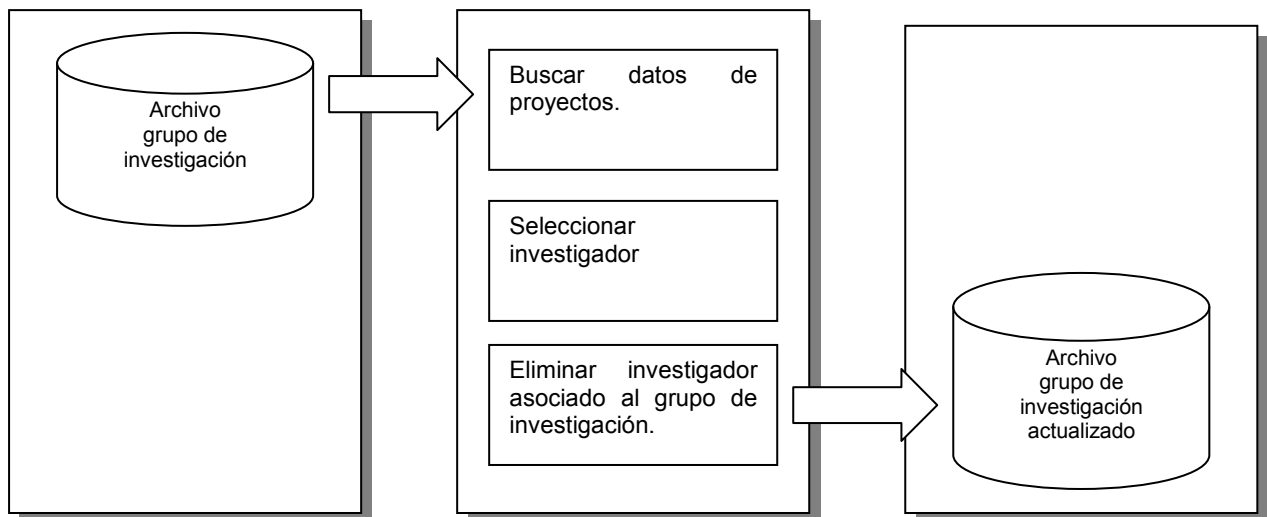 Archivo
grupo de
investigación
Buscar datos de
proyectos.
Seleccionar
investigador
Eliminar investigador
asociado al grupo de
investigación.
Archivo
grupo de
investigación
actualizado